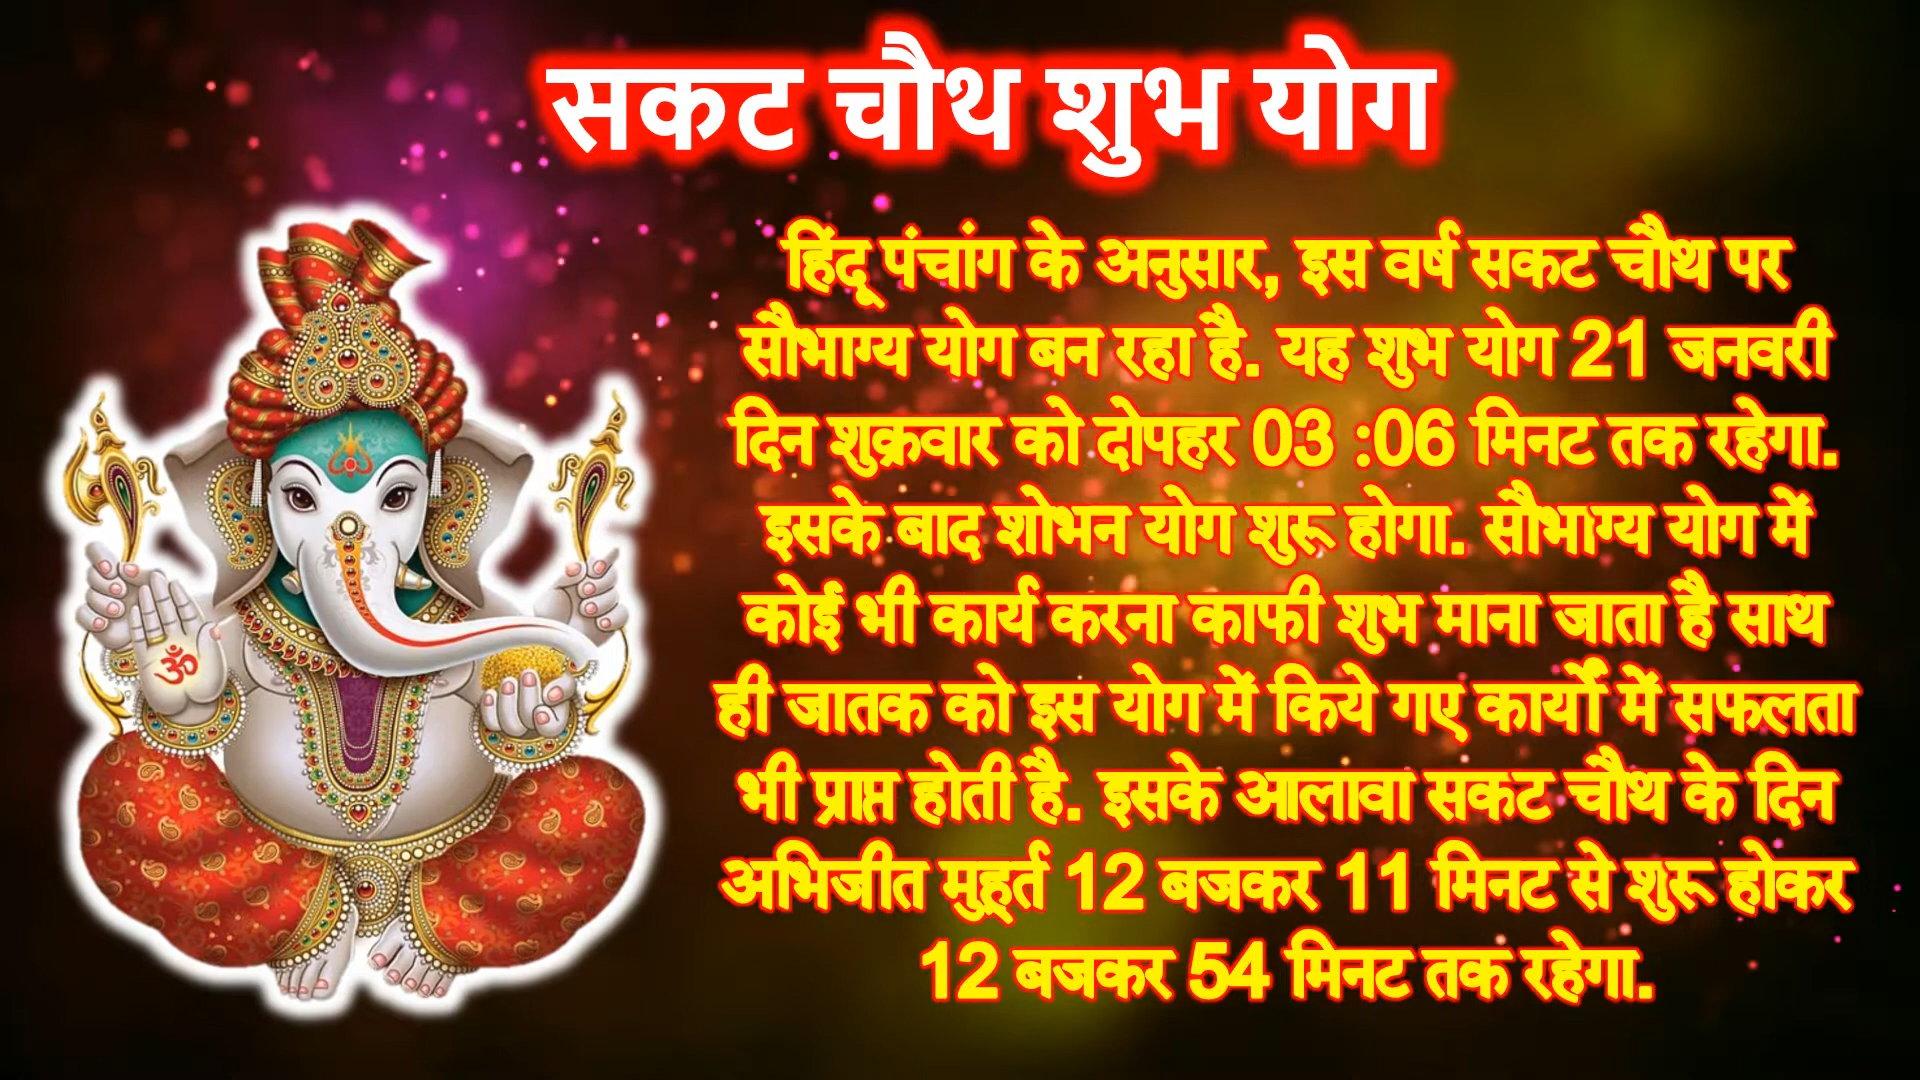 सकट चौथ शुभ योग
हिंदू पंचांग के अनुसार, इस वर्ष सकट चौथ पर
सौभाग्य योग बन रहा है. यह शुभ योग 21 जनवरी
दिन शुक्रवार को दोपहर 03 :06 मिनट तक रहेगा.
इसके बाद शोभन योग शुरू होगा. सौभाग्य योग में
कोई भी कार्य करना काफी शुभ माना जाता है साथ
ही जातक को इस योग में किये गए कार्यों में सफलता
भी प्राप्त होती है. इसके आलावा सकट चौथ के दिन
अभिजीत मुहूर्त 12 बजकर 11 मिनट से शुरू होकर
12 बजकर 54 मिनट तक रहेगा.
ॐ